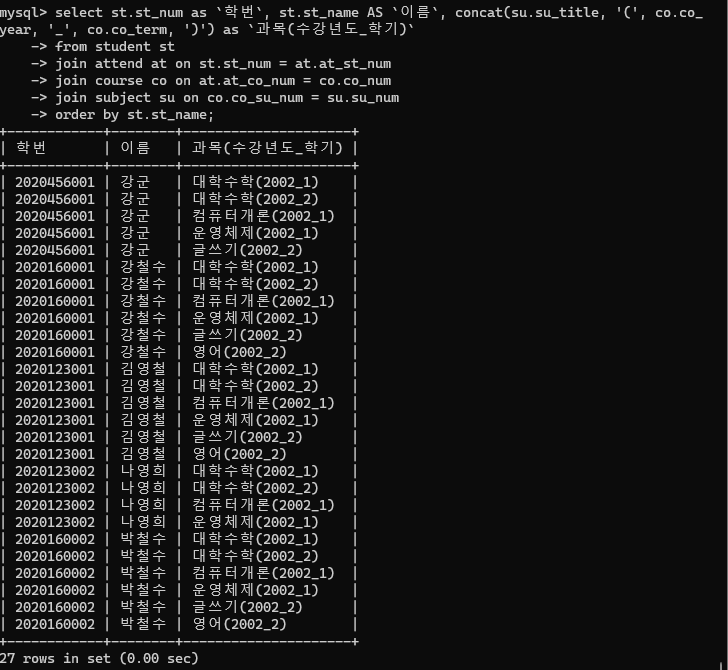 mysql> select st.st_num as `학번`, st.st_name AS `이름`, concat(su.su_title, '(', co.co_
year, '_', co.co_term, ')') as `과목(수강년도_학기)`
    -> from student st
    -> join attend at on st.st_num = at.at_st_num
    -> join course co on at.at_co_num = co.co_num
    -> join subject su on co.co_su_num = su.su_num
    -> order by st.st_name;
+------------+--------+---------------------+
| 학번       | 이름   | 과목(수강년도_학기) |
+------------+--------+---------------------+
| 2020456001 | 강군   | 대학수학(2002_1)    |
| 2020456001 | 강군   | 대학수학(2002_2)    |
| 2020456001 | 강군   | 컴퓨터개론(2002_1)  |
| 2020456001 | 강군   | 운영체제(2002_1)    |
| 2020456001 | 강군   | 글쓰기(2002_2)      |
| 2020160001 | 강철수 | 대학수학(2002_1)    |
| 2020160001 | 강철수 | 대학수학(2002_2)    |
| 2020160001 | 강철수 | 컴퓨터개론(2002_1)  |
| 2020160001 | 강철수 | 운영체제(2002_1)    |
| 2020160001 | 강철수 | 글쓰기(2002_2)      |
| 2020160001 | 강철수 | 영어(2002_2)        |
| 2020123001 | 김영철 | 대학수학(2002_1)    |
| 2020123001 | 김영철 | 대학수학(2002_2)    |
| 2020123001 | 김영철 | 컴퓨터개론(2002_1)  |
| 2020123001 | 김영철 | 운영체제(2002_1)    |
| 2020123001 | 김영철 | 글쓰기(2002_2)      |
| 2020123001 | 김영철 | 영어(2002_2)        |
| 2020123002 | 나영희 | 대학수학(2002_1)    |
| 2020123002 | 나영희 | 대학수학(2002_2)    |
| 2020123002 | 나영희 | 컴퓨터개론(2002_1)  |
| 2020123002 | 나영희 | 운영체제(2002_1)    |
| 2020160002 | 박철수 | 대학수학(2002_1)    |
| 2020160002 | 박철수 | 대학수학(2002_2)    |
| 2020160002 | 박철수 | 컴퓨터개론(2002_1)  |
| 2020160002 | 박철수 | 운영체제(2002_1)    |
| 2020160002 | 박철수 | 글쓰기(2002_2)      |
| 2020160002 | 박철수 | 영어(2002_2)        |
+------------+--------+---------------------+
27 rows in set (0.00 sec)